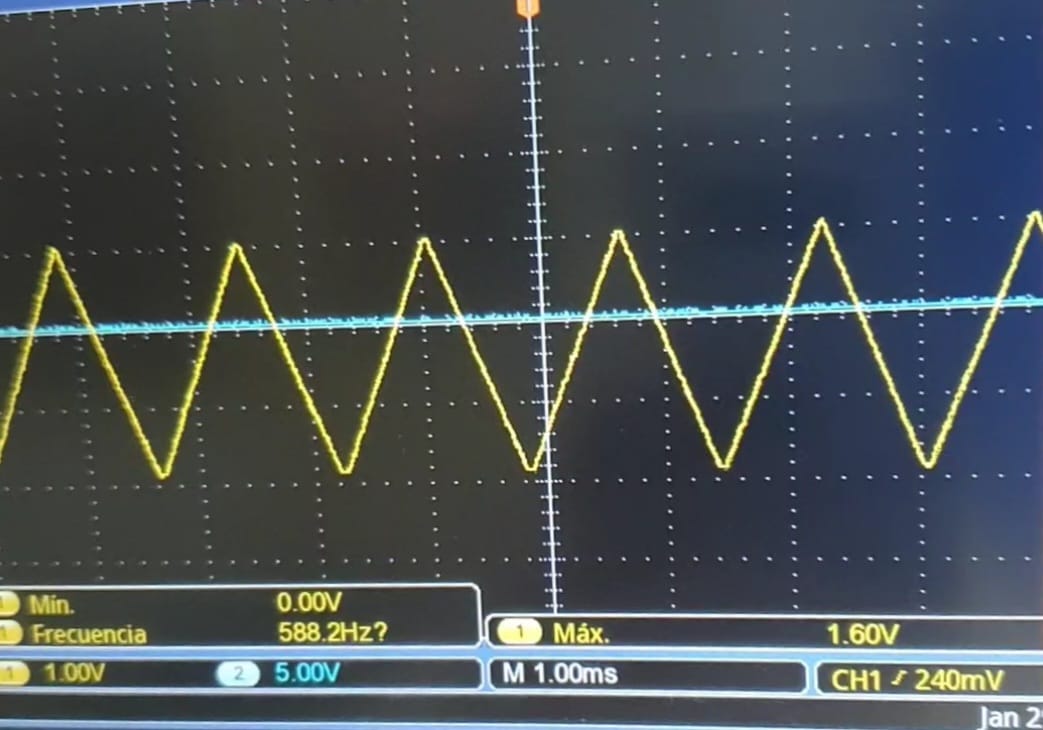 1 Mín. 0.00V
1 Frecuencia 588.2Hz?
1 Máx. 1.60V
1 1.00V 2 5.00V M 1.00ms CH1 240mV
Jan 2